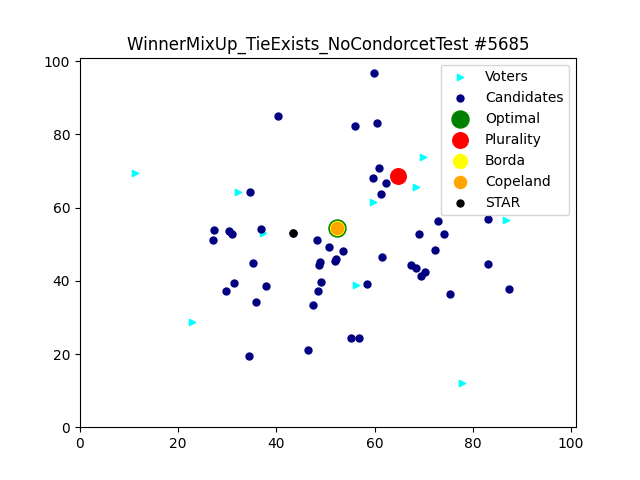 WinnerMixUp_TieExists_NoCondorcetTest #5685
100
80
60
40
20
0
0 20 40 60 80 100
Voters
Candidates
Optimal
Plurality
Borda
Copeland
STAR